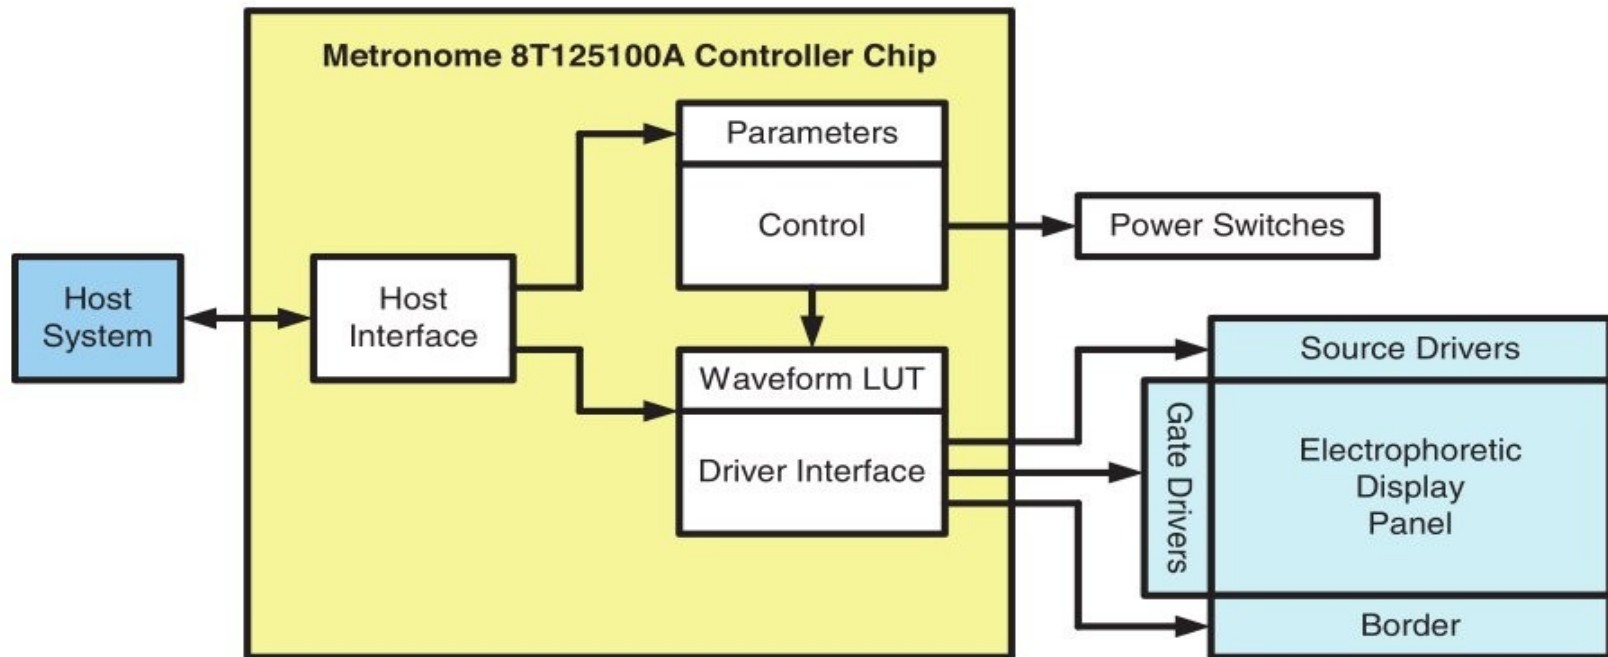 Metronome 8T125100A Controller Chip
Parameters
Control
Power Switches
Host
System
Host
Interface
Waveform LUT
Driver Interface
Source Drivers
Gate Drivers
Electrophoretic
Display
Panel
Border